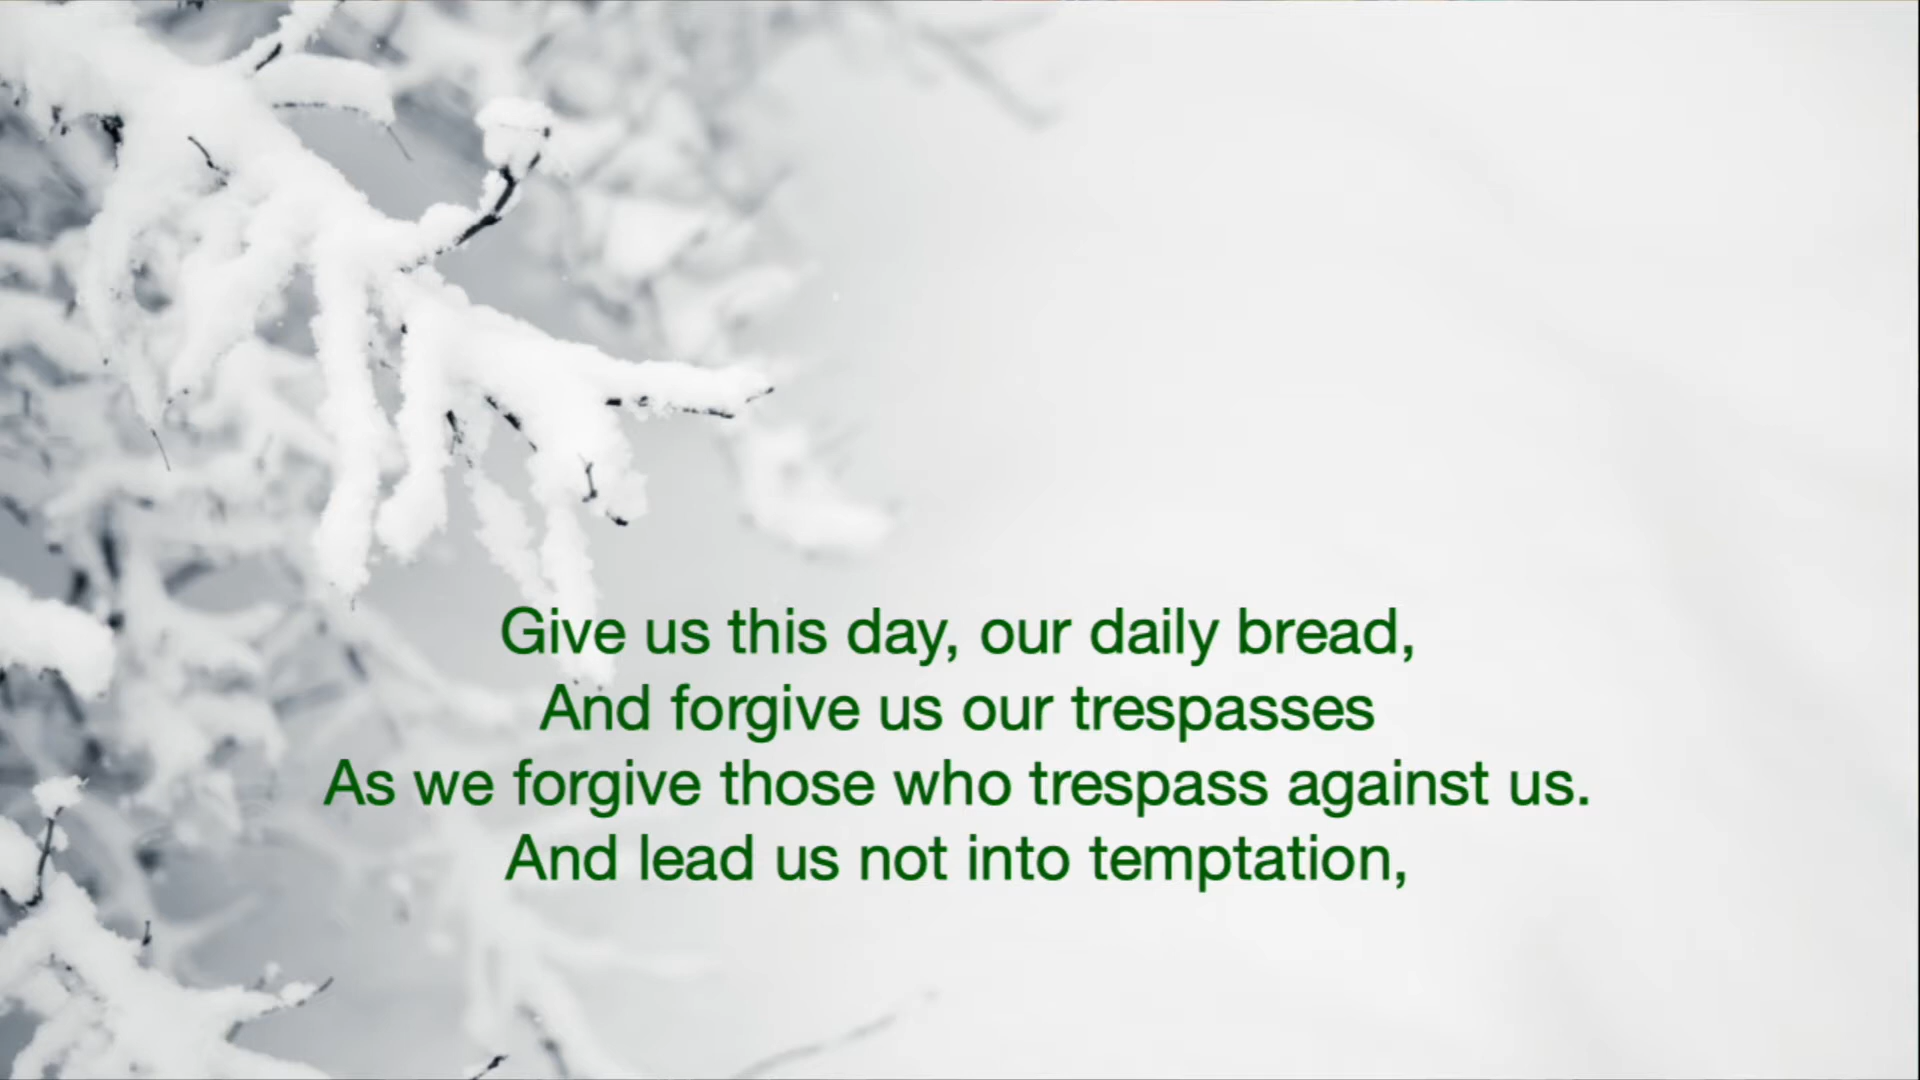 Give us this day, our daily bread,
And forgive us our trespasses
As we forgive those who trespass against us.
And lead us not into temptation,